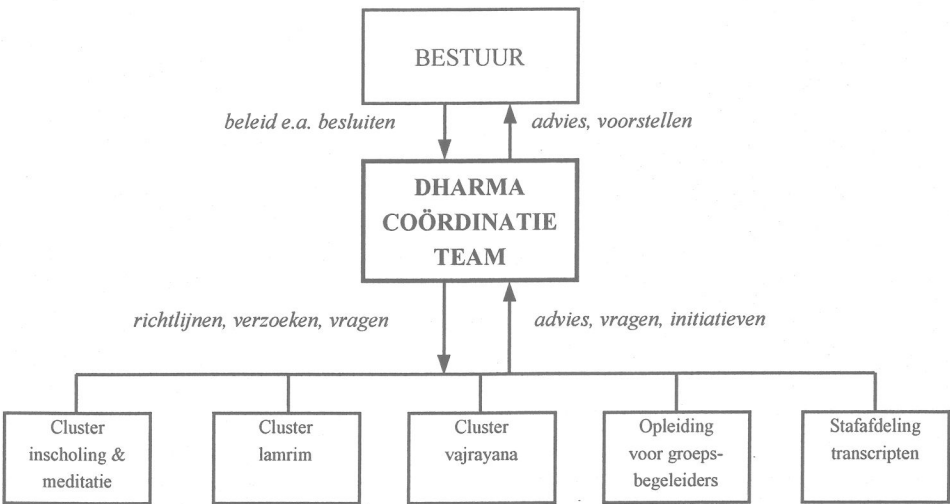 BESTUUR
beleid e.a. besluiten
advies, voorstellen
DHARMA
COÖRDINATIE
TEAM
richtlijnen, verzoeken, vragen
advies, vragen, initiatieven
Cluster
inscholing &
meditatie
Cluster
lamrim
Cluster
vajrayana
Opleiding
voor groeps-
begeleiders
Stafafdeling
transcripten